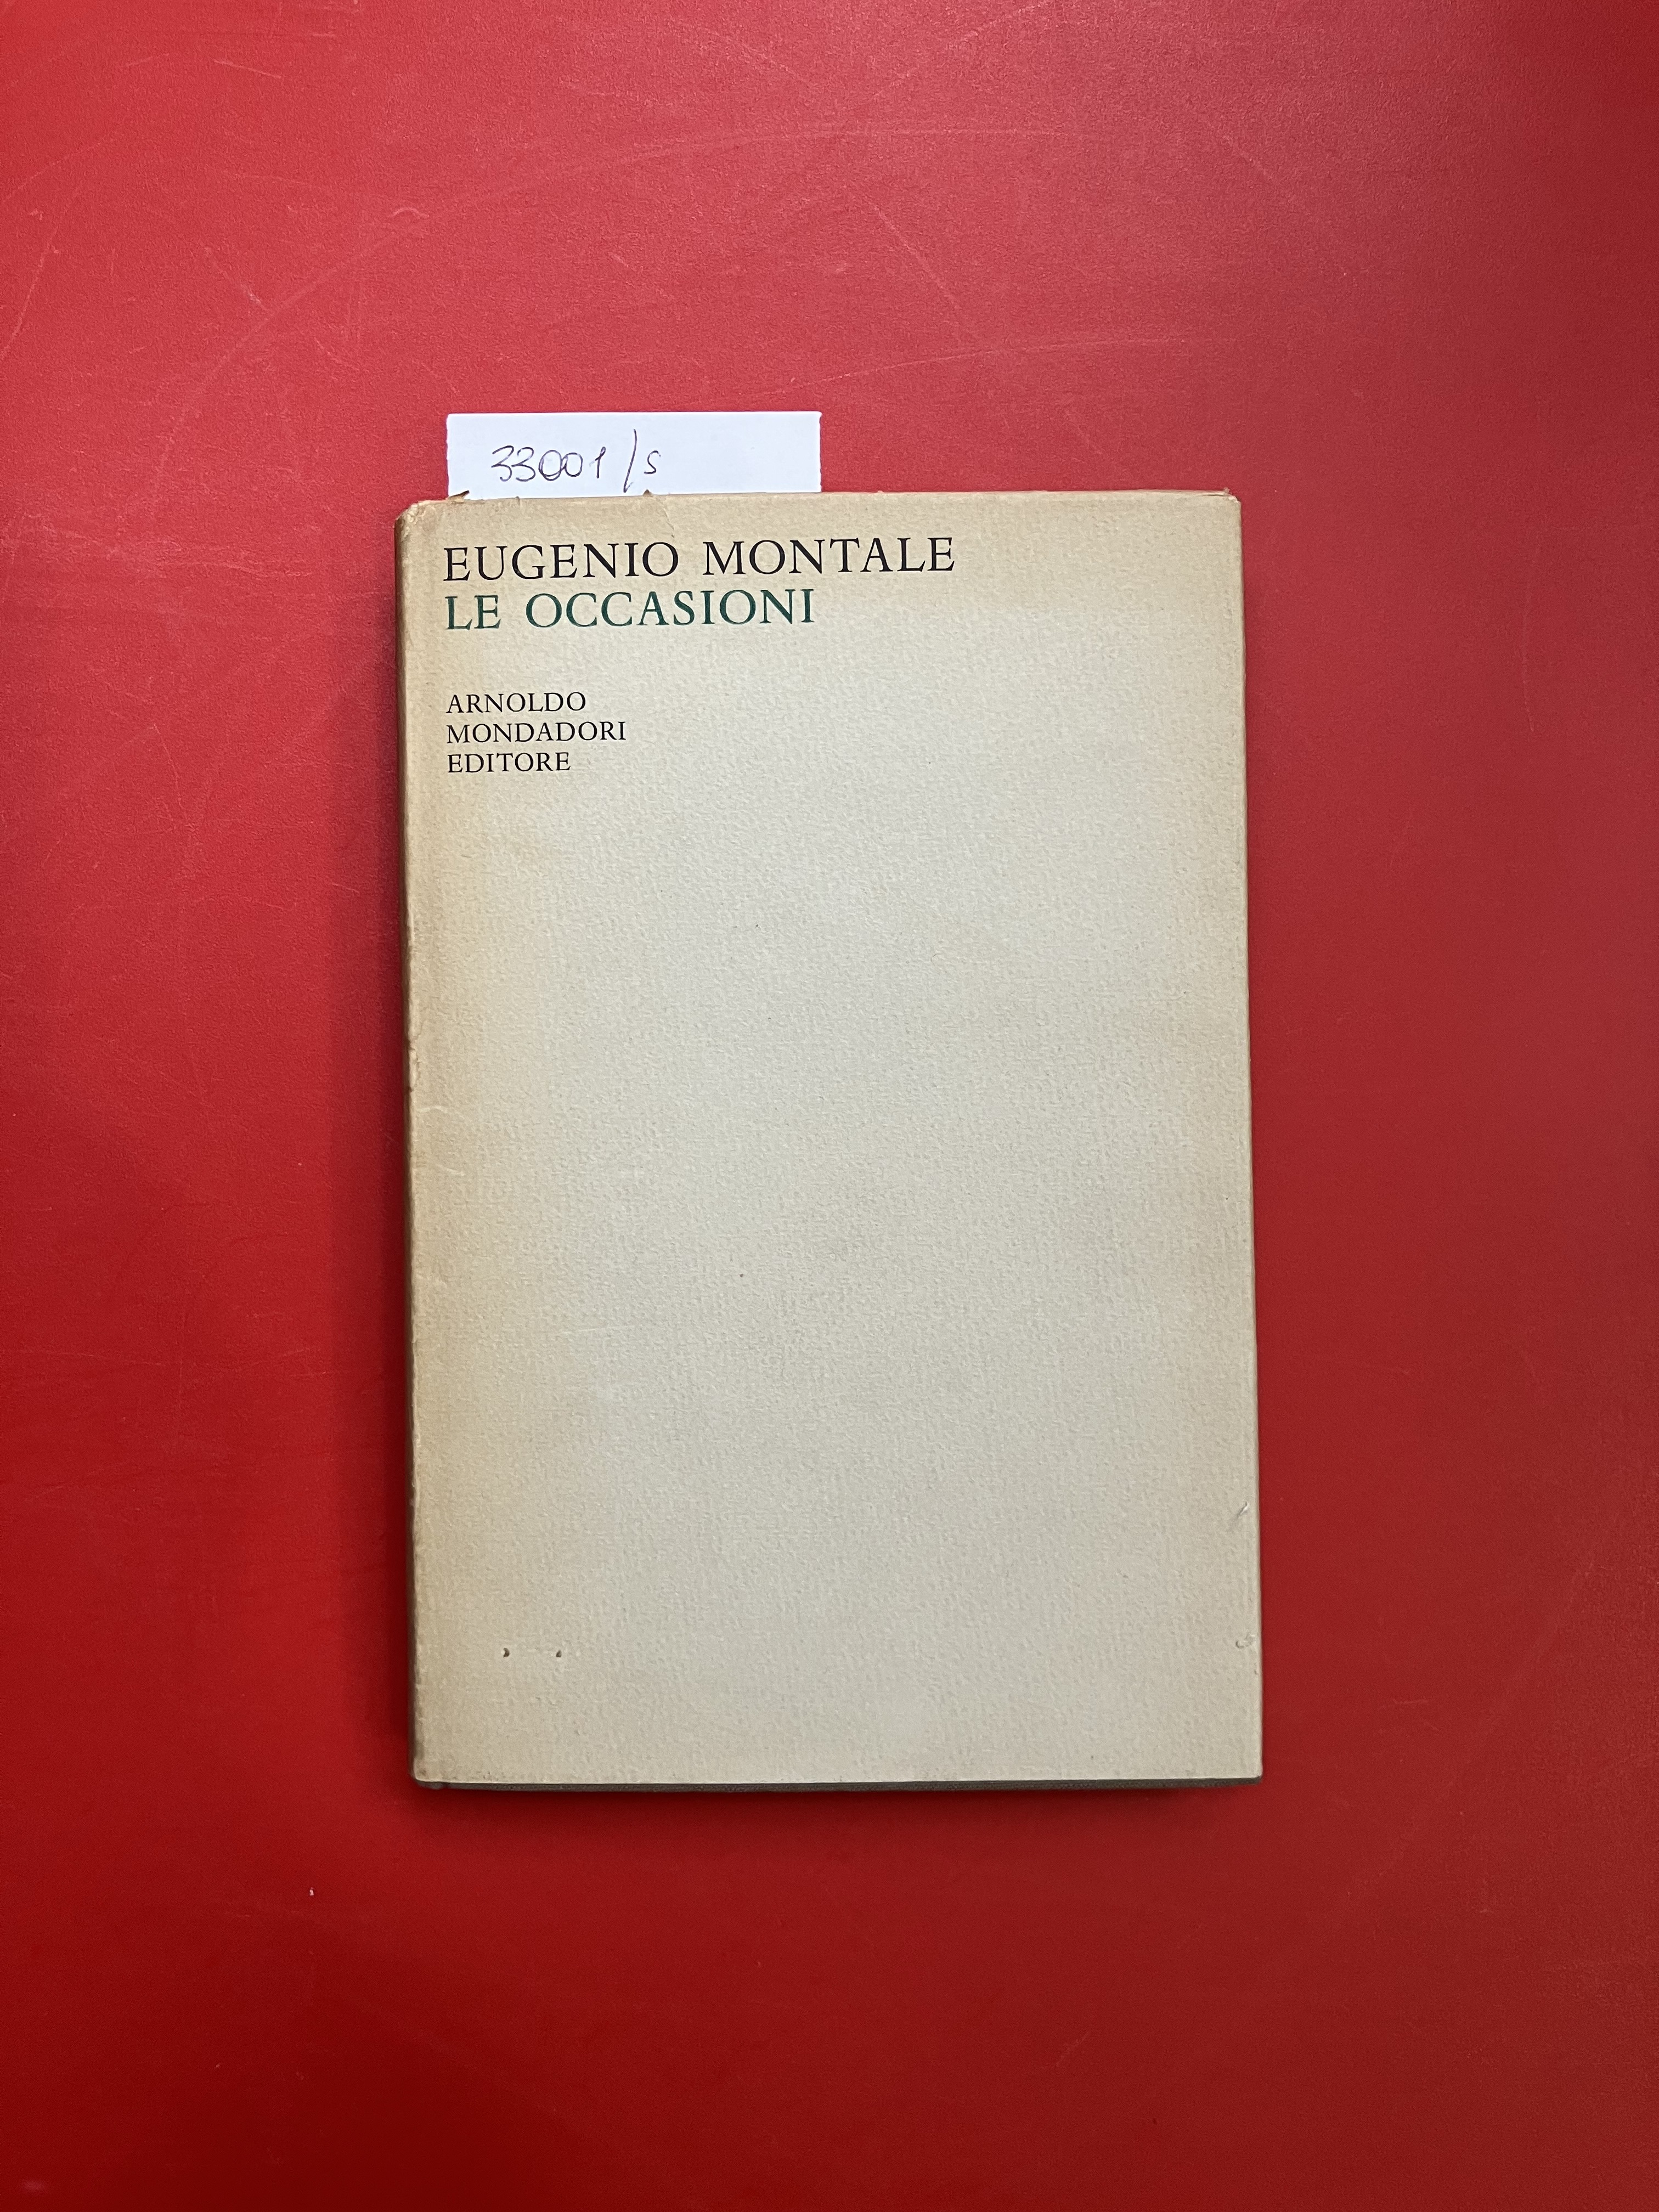 33001/s
EUGENIO MONTALE
LE OCCASIONI
ARNOLDO
MONDADORI
EDITORE